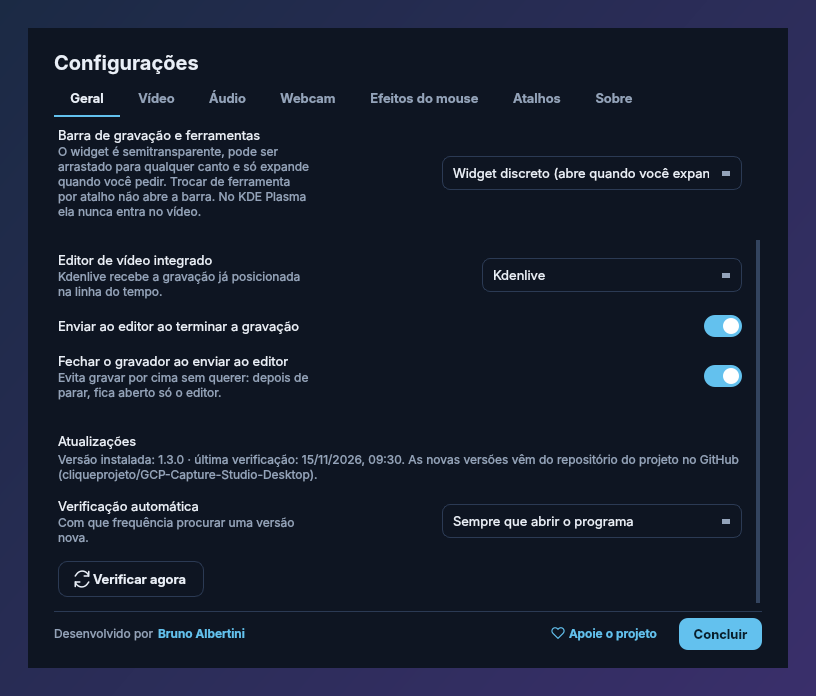 Configurações
Geral Vídeo Áudio Webcam Efeitos do mouse Atalhos Sobre
Barra de gravação e ferramentas
O widget é semitransparente, pode ser
arrastado para qualquer canto e só expande
quando você pedir. Trocar de ferramenta
por atalho não abre a barra. No KDE Plasma
ela nunca entra no vídeo.
Widget discreto (abre quando você expan
Editor de vídeo integrado
Kdenlive recebe a gravação já posicionada
na linha do tempo.
Kdenlive
Enviar ao editor ao terminar a gravação
Fechar o gravador ao enviar ao editor
Evita gravar por cima sem querer: depois de
parar, fica aberto só o editor.
Atualizações
Versão instalada: 1.3.0 · última verificação: 15/11/2026, 09:30. As novas versões vêm do repositório do projeto no GitHub
(cliqueprojeto/GCP-Capture-Studio-Desktop).
Verificação automática
Com que frequência procurar uma versão
nova.
Sempre que abrir o programa
Verificar agora
Desenvolvido por Bruno Albertini
Apoie o projeto
Concluir